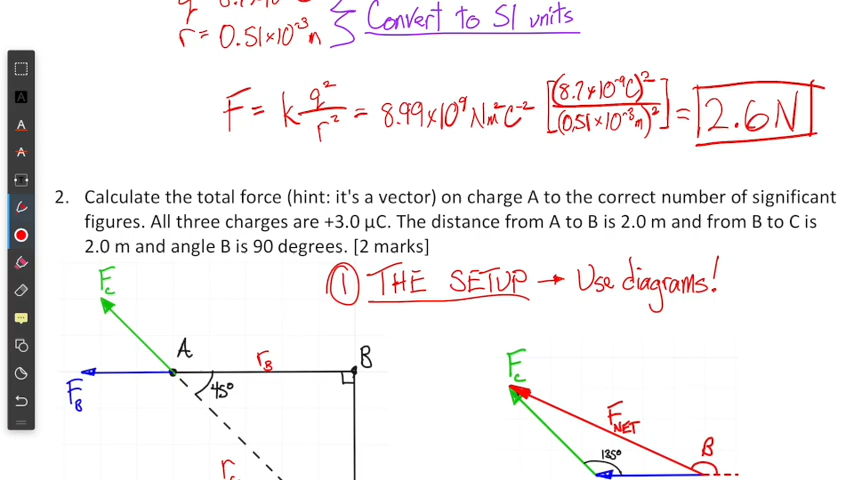 r = 0.51×10⁻³m } Convert to SI units
F = k q²/r² = 8.99×10⁹ Nm²C⁻² [(8.7×10⁻⁹C)²/(0.51×10⁻³m)²] = 2.6N
2. Calculate the total force (hint: it's a vector) on charge A to the correct number of significant
figures. All three charges are +3.0 µC. The distance from A to B is 2.0 m and from B to C is
2.0 m and angle B is 90 degrees. [2 marks]
① THE SETUP → Use diagrams!
F_C
A
r_B
B
F_B
45°
r_C
F_C
F_NET
135°
B